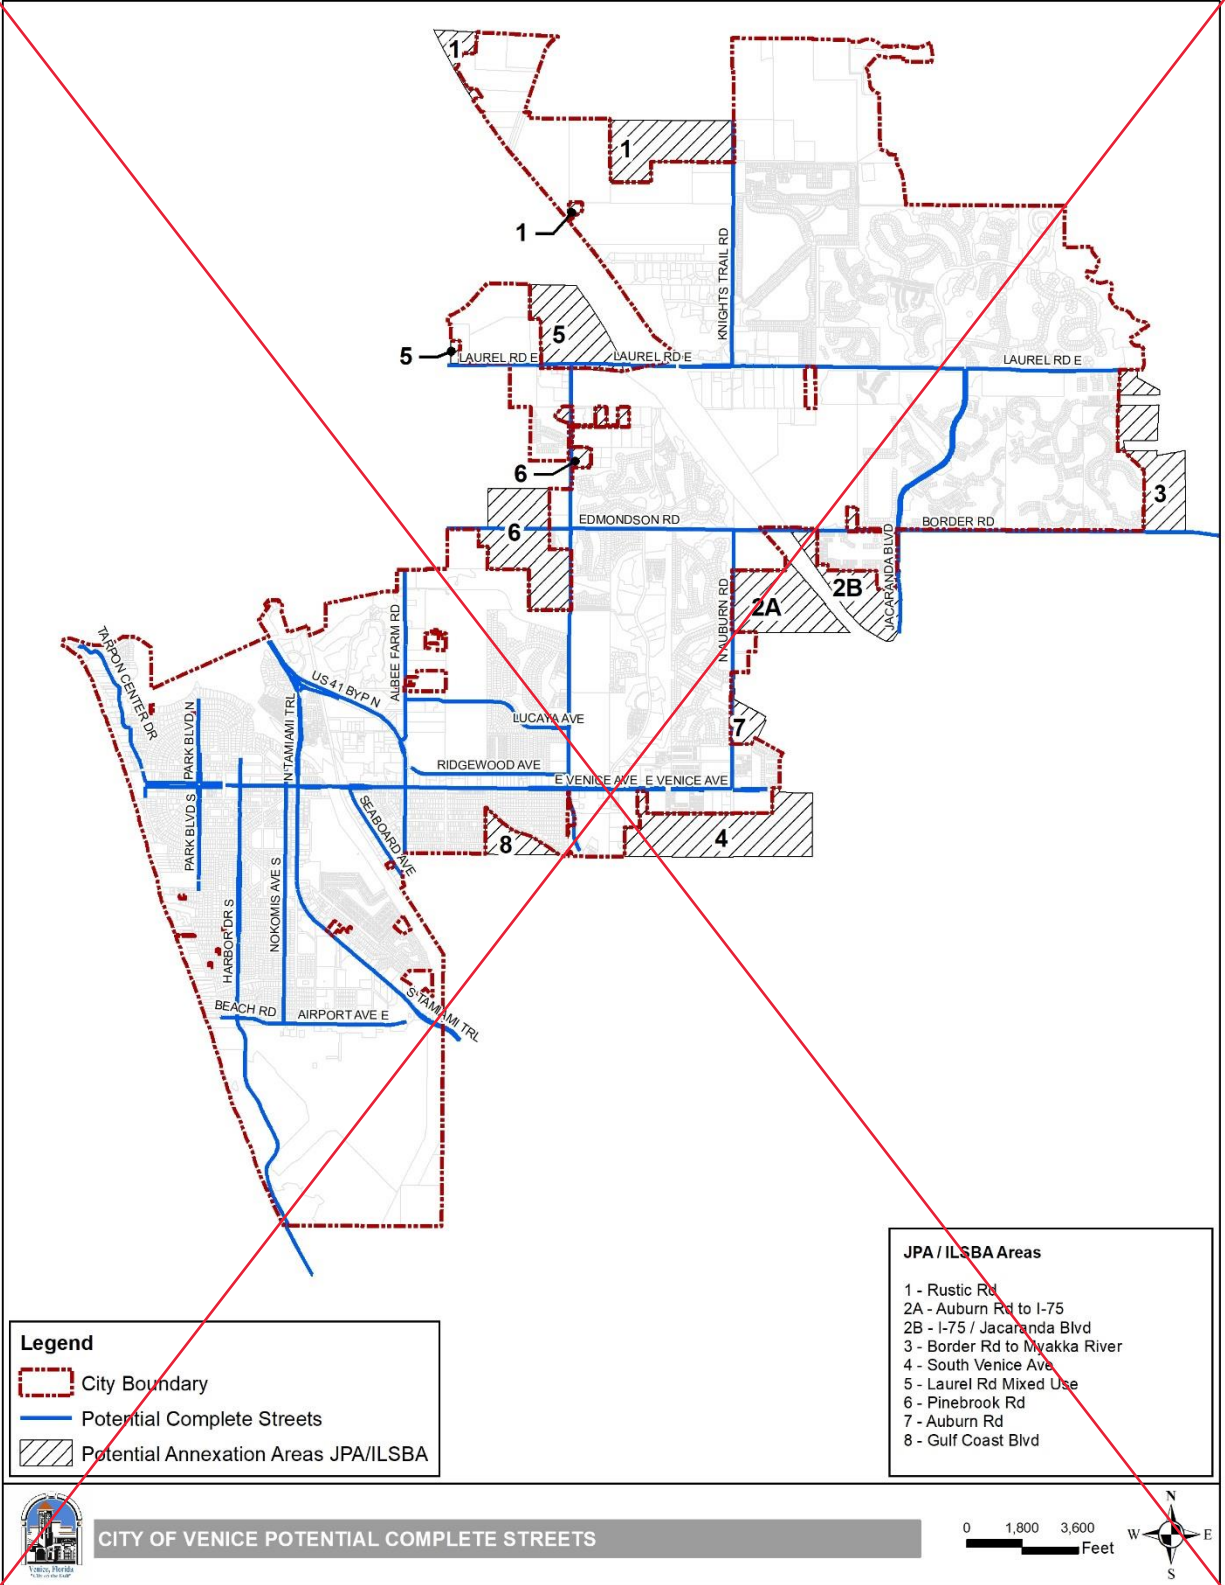 1
1
1
KNIGHTS TRAIL RD
5
5
LAUREL RD E
LAUREL RD E
LAUREL RD E
6
3
6
EDMONDSON RD
BORDER RD
JACARANDA BLVD
2B
2A
N AUBURN RD
ALBEE FARM RD
TARPON CENTER DR
US 41 BYP N
N TAMIAMI TRL
PARK BLVD N
LUCAYA AVE
7
RIDGEWOOD AVE
E VENICE AVE
E VENICE AVE
PARK BLVD S
SEABOARD AVE
8
4
NOKOMIS AVE S
HARBOR DR S
BEACH RD
AIRPORT AVE E
S TAMIAMI TRL
JPA / ILSBA Areas
1 - Rustic Rd
2A - Auburn Rd to I-75
2B - I-75 / Jacaranda Blvd
3 - Border Rd to Myakka River
4 - South Venice Ave
5 - Laurel Rd Mixed Use
6 - Pinebrook Rd
7 - Auburn Rd
8 - Gulf Coast Blvd
Legend
City Boundary
Potential Complete Streets
Potential Annexation Areas JPA/ILSBA
Venice, Florida
"City on the Gulf"
CITY OF VENICE POTENTIAL COMPLETE STREETS
0 1,800 3,600
Feet
N
W E
S